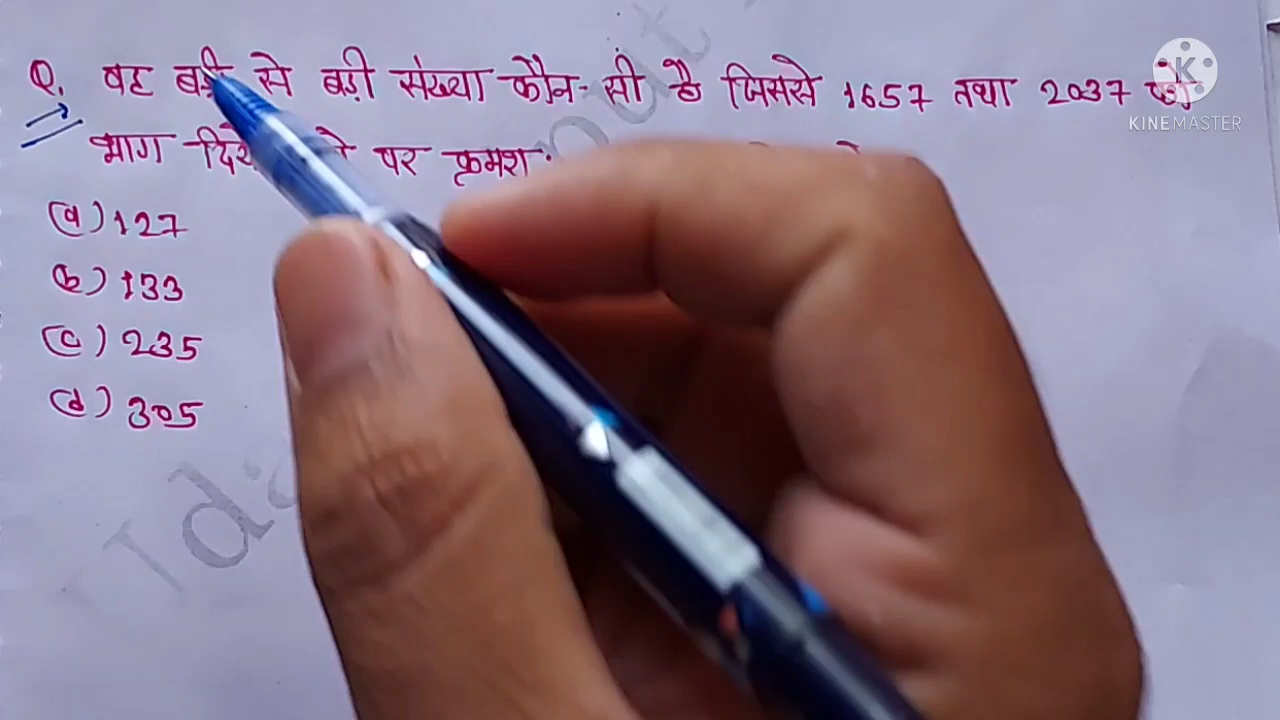 Q. वह बड़ी से बड़ी संख्या कौन-सी है जिससे 1657 तथा 2037 को
भाग पर क्रमश:
(a) 127
(b) 133
(c) 235
(d) 305
K
KINEMASTER